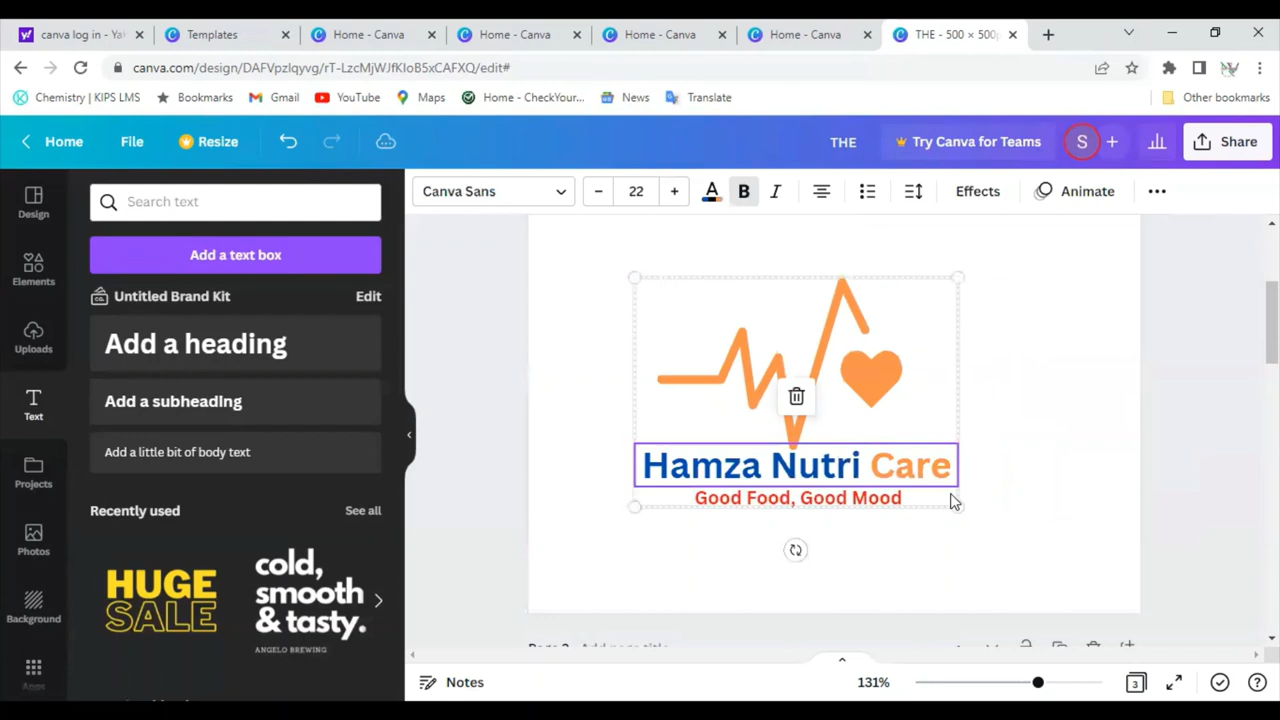 canva log in - Ya
Templates
Home - Canva
Home - Canva
Home - Canva
Home - Canva
THE - 500 × 500p
canva.com/design/DAFVpzlqyvg/rT-LzcMjWJfKIoB5xCAFXQ/edit#
Chemistry | KIPS LMS
Bookmarks
Gmail
YouTube
Maps
Home - CheckYour...
News
Translate
Other bookmarks
Home
File
Resize
THE
Try Canva for Teams
S
Share
Design
Elements
Uploads
Text
Projects
Photos
Background
Apps
Search text
Add a text box
Untitled Brand Kit
Edit
Add a heading
Add a subheading
Add a little bit of body text
Recently used
See all
HUGE
SALE
cold,
smooth
& tasty.
ANGELO BREWING
Canva Sans
22
A
B
I
Effects
Animate
Hamza Nutri Care
Good Food, Good Mood
Add page title
Notes
131%
3